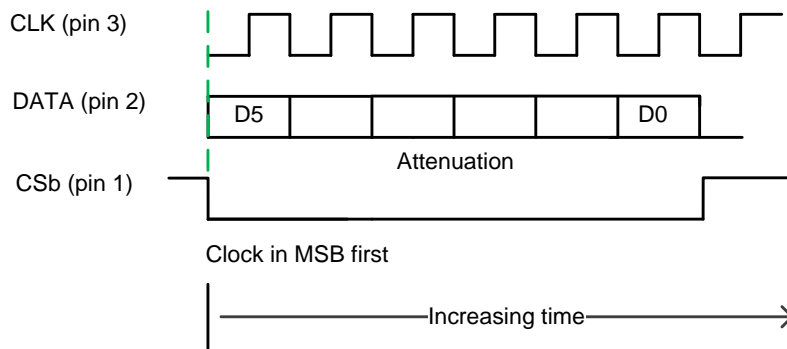 CLK (pin 3)
DATA (pin 2)
D5
D0
Attenuation
CSb (pin 1)
Clock in MSB first
Increasing time